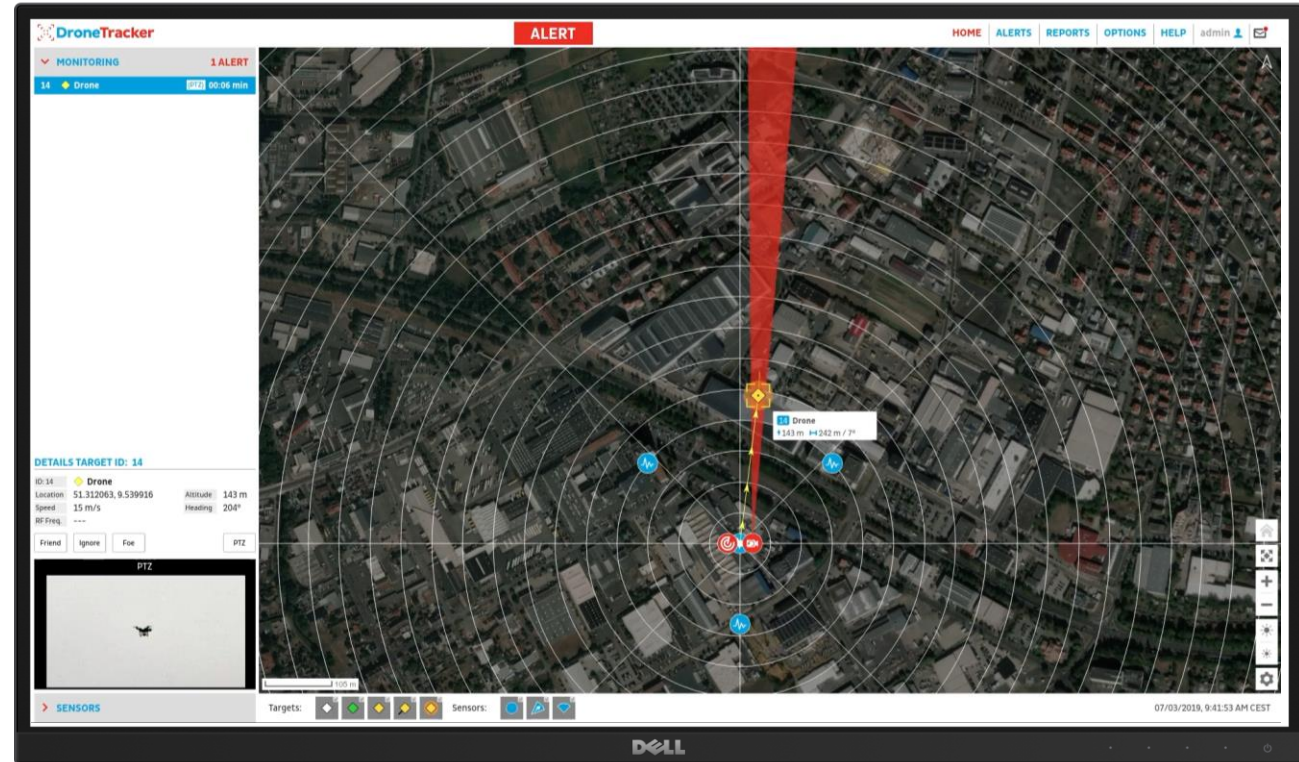 DroneTracker
ALERT
HOME ALERTS REPORTS OPTIONS HELP admin
MONITORING 1 ALERT
14 Drone PTZ 00:06 min
14 Drone
143 m 242 m / 7°
DETAILS TARGET ID: 14
ID: 14 Drone
Location 51.312063, 9.539916 Altitude 143 m
Speed 15 m/s Heading 204°
RF Freq. ---
Friend Ignore Foe PTZ
PTZ
105 m
SENSORS
Targets: Sensors:
07/03/2019, 9:41:53 AM CEST
DELL